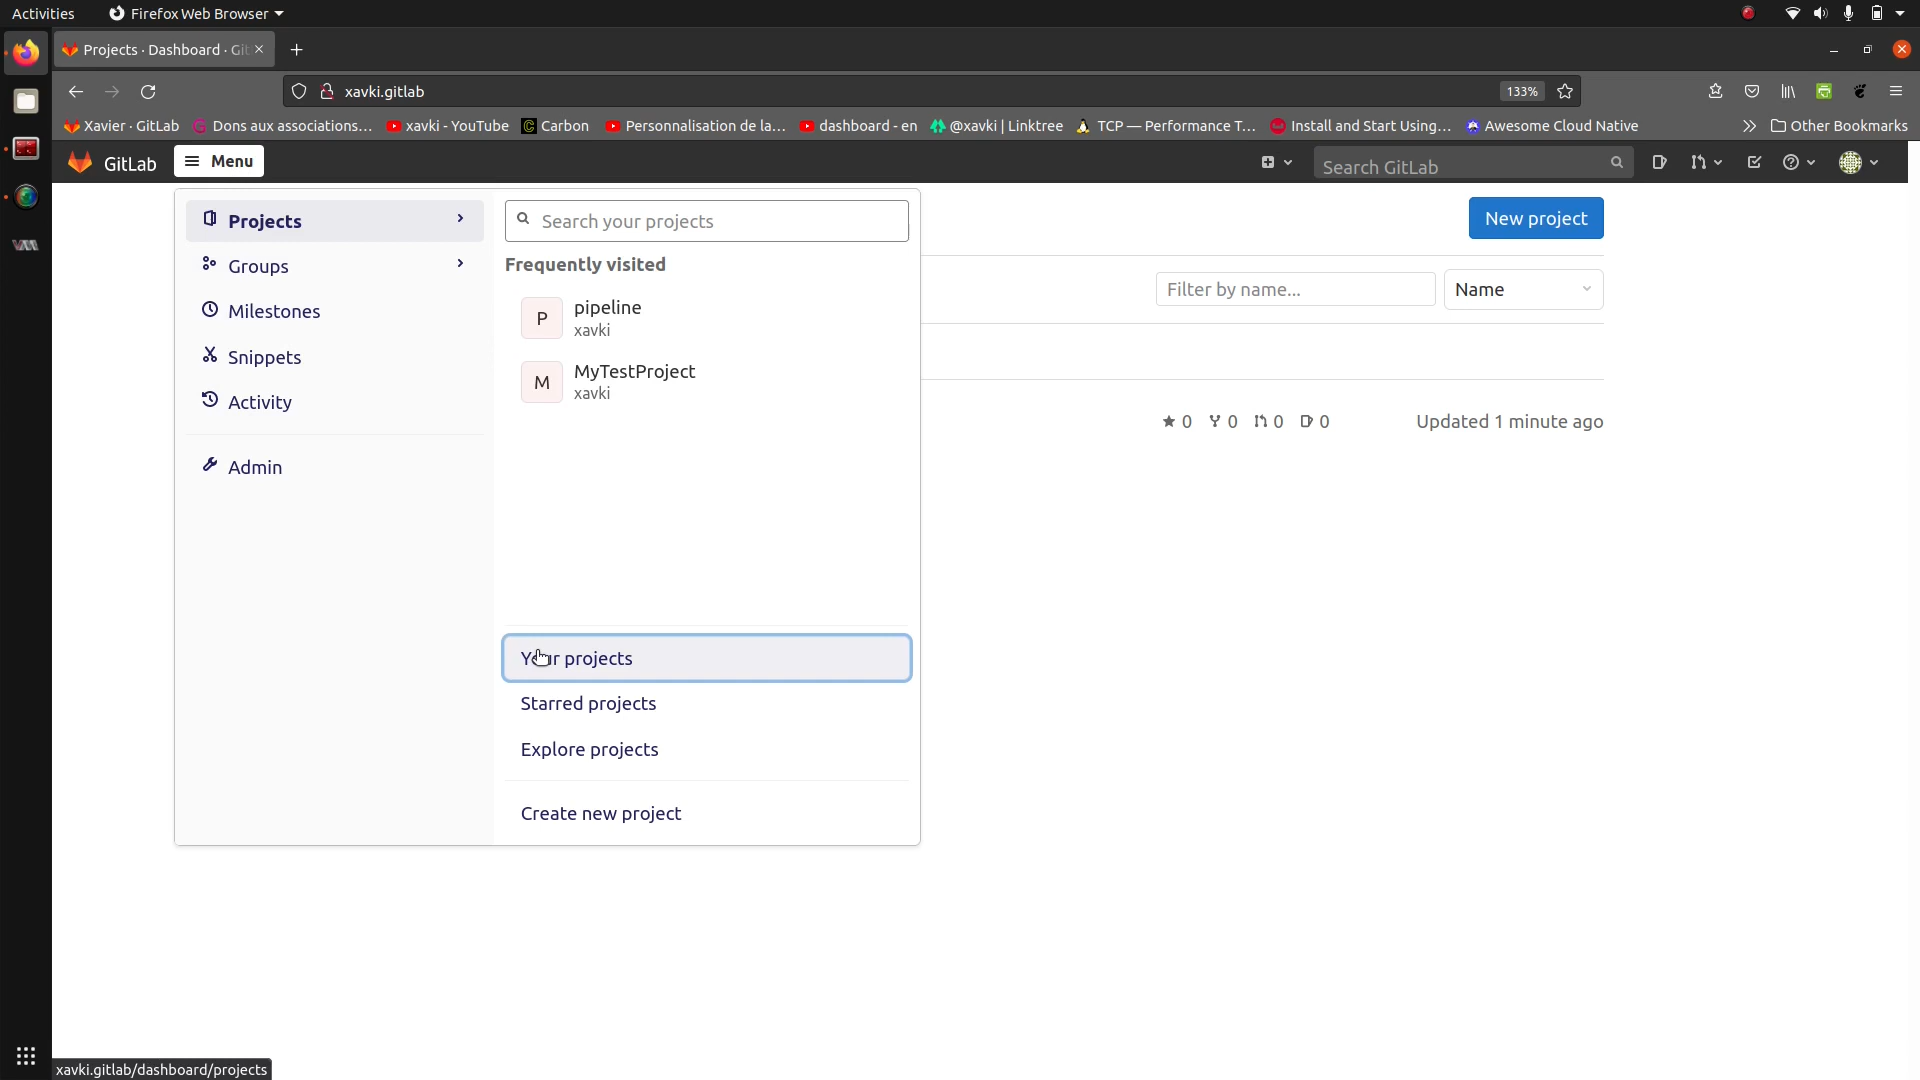 Activities
Firefox Web Browser
Projects · Dashboard · Git
xavki.gitlab
133%
Xavier · GitLab
Dons aux associations...
xavki - YouTube
Carbon
Personnalisation de la...
dashboard - en
@xavki | Linktree
TCP — Performance T...
Install and Start Using...
Awesome Cloud Native
Other Bookmarks
GitLab
Menu
Search GitLab
Projects
Groups
Milestones
Snippets
Activity
Admin
Search your projects
Frequently visited
P
pipeline
xavki
M
MyTestProject
xavki
Your projects
Starred projects
Explore projects
Create new project
New project
Filter by name...
Name
0
0
0
0
Updated 1 minute ago
xavki.gitlab/dashboard/projects